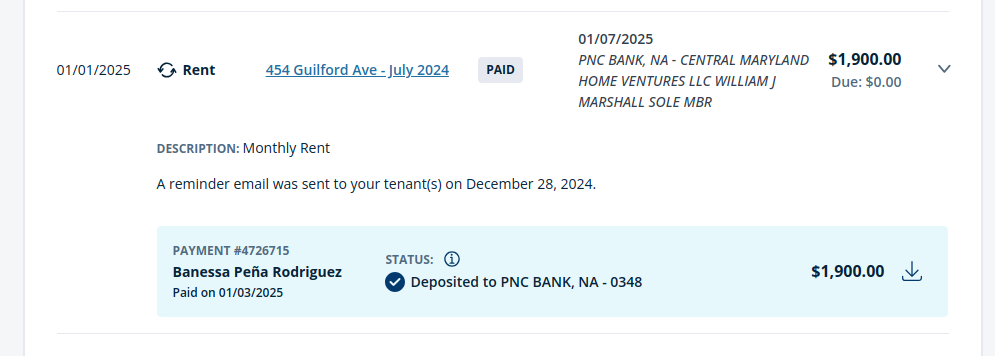 01/01/2025
Rent
454 Guilford Ave - July 2024
PAID
01/07/2025
PNC BANK, NA - CENTRAL MARYLAND
HOME VENTURES LLC WILLIAM J
MARSHALL SOLE MBR
$1,900.00
Due: $0.00
DESCRIPTION: Monthly Rent
A reminder email was sent to your tenant(s) on December 28, 2024.
PAYMENT #4726715
Banessa Peña Rodriguez
Paid on 01/03/2025
STATUS:
Deposited to PNC BANK, NA - 0348
$1,900.00